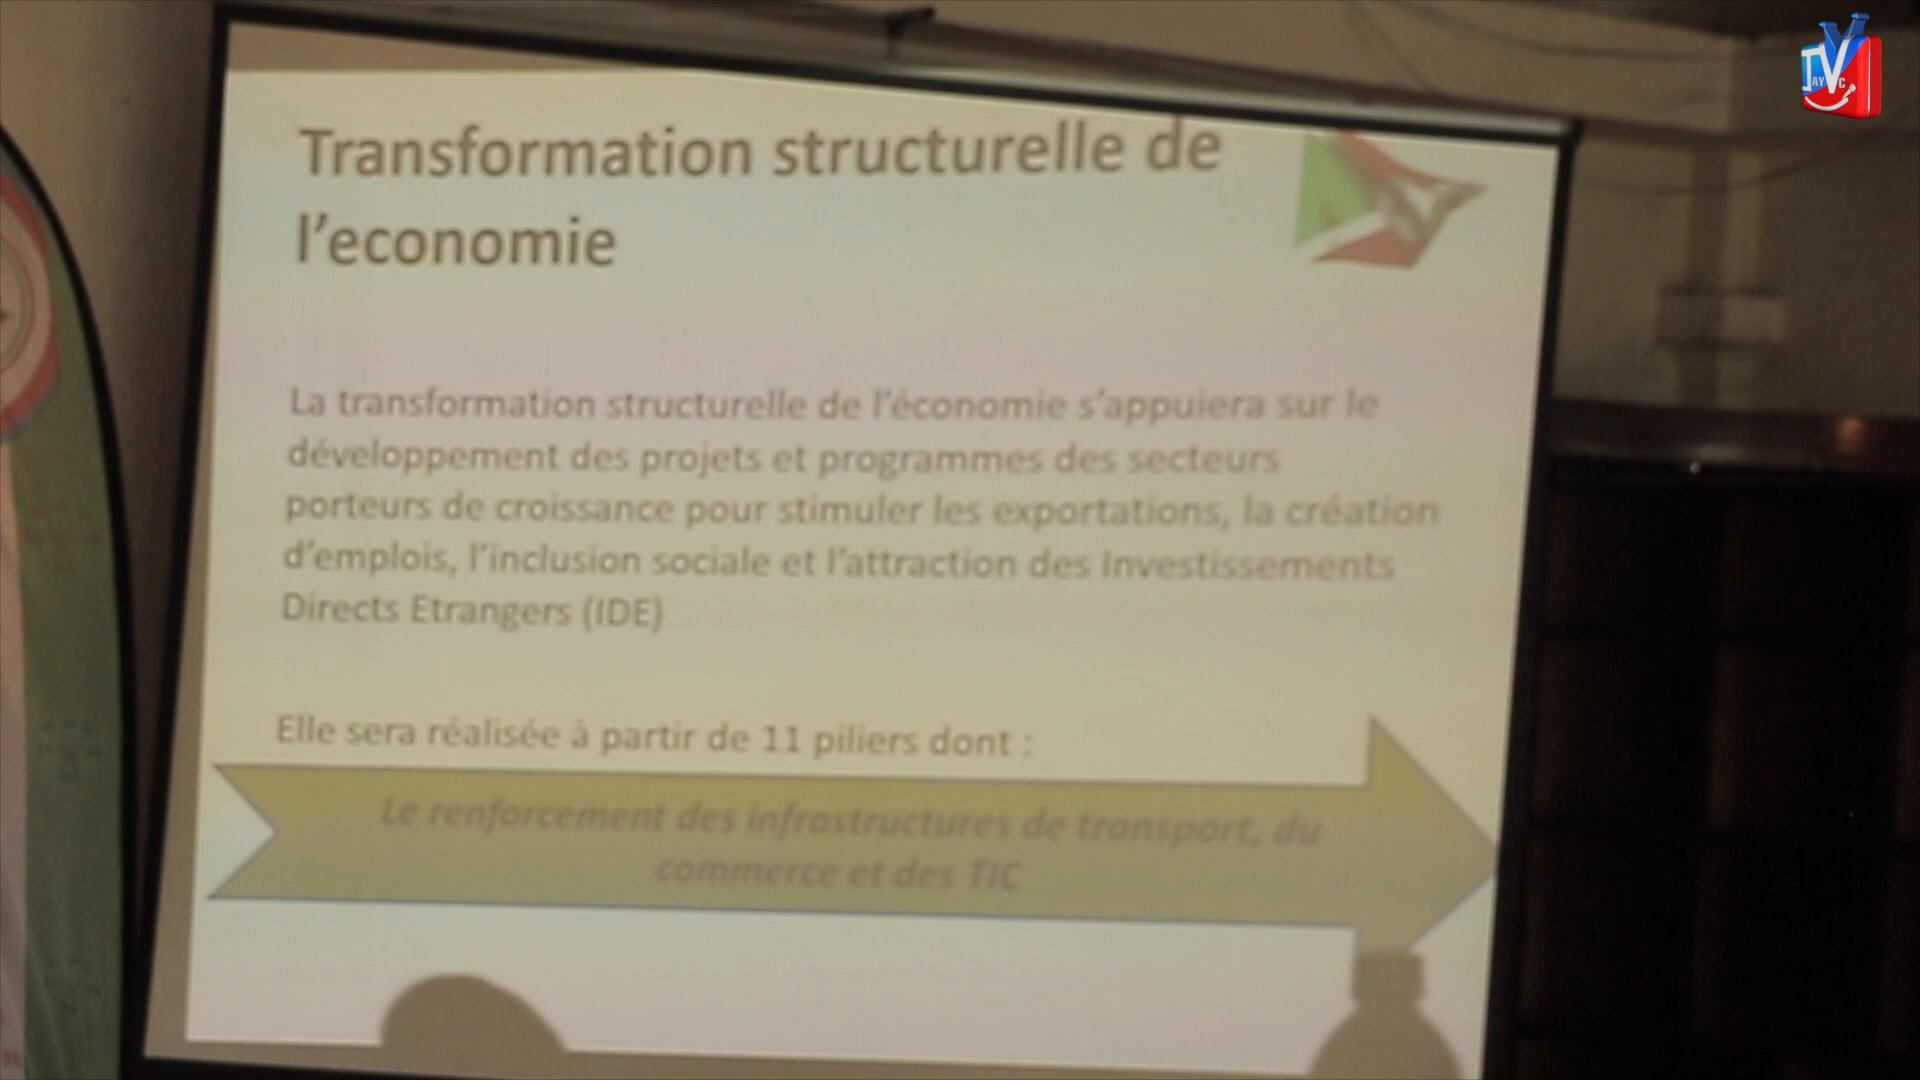 Transformation structurelle de
l'economie
La transformation structurelle de l'économie s'appuiera sur le
développement des projets et programmes des secteurs
porteurs de croissance pour stimuler les exportations, la création
d'emplois, l'inclusion sociale et l'attraction des Investissements
Directs Etrangers (IDE)
Elle sera réalisée à partir de 11 piliers dont :
Le renforcement des infrastructures de transport, du
commerce et des TIC